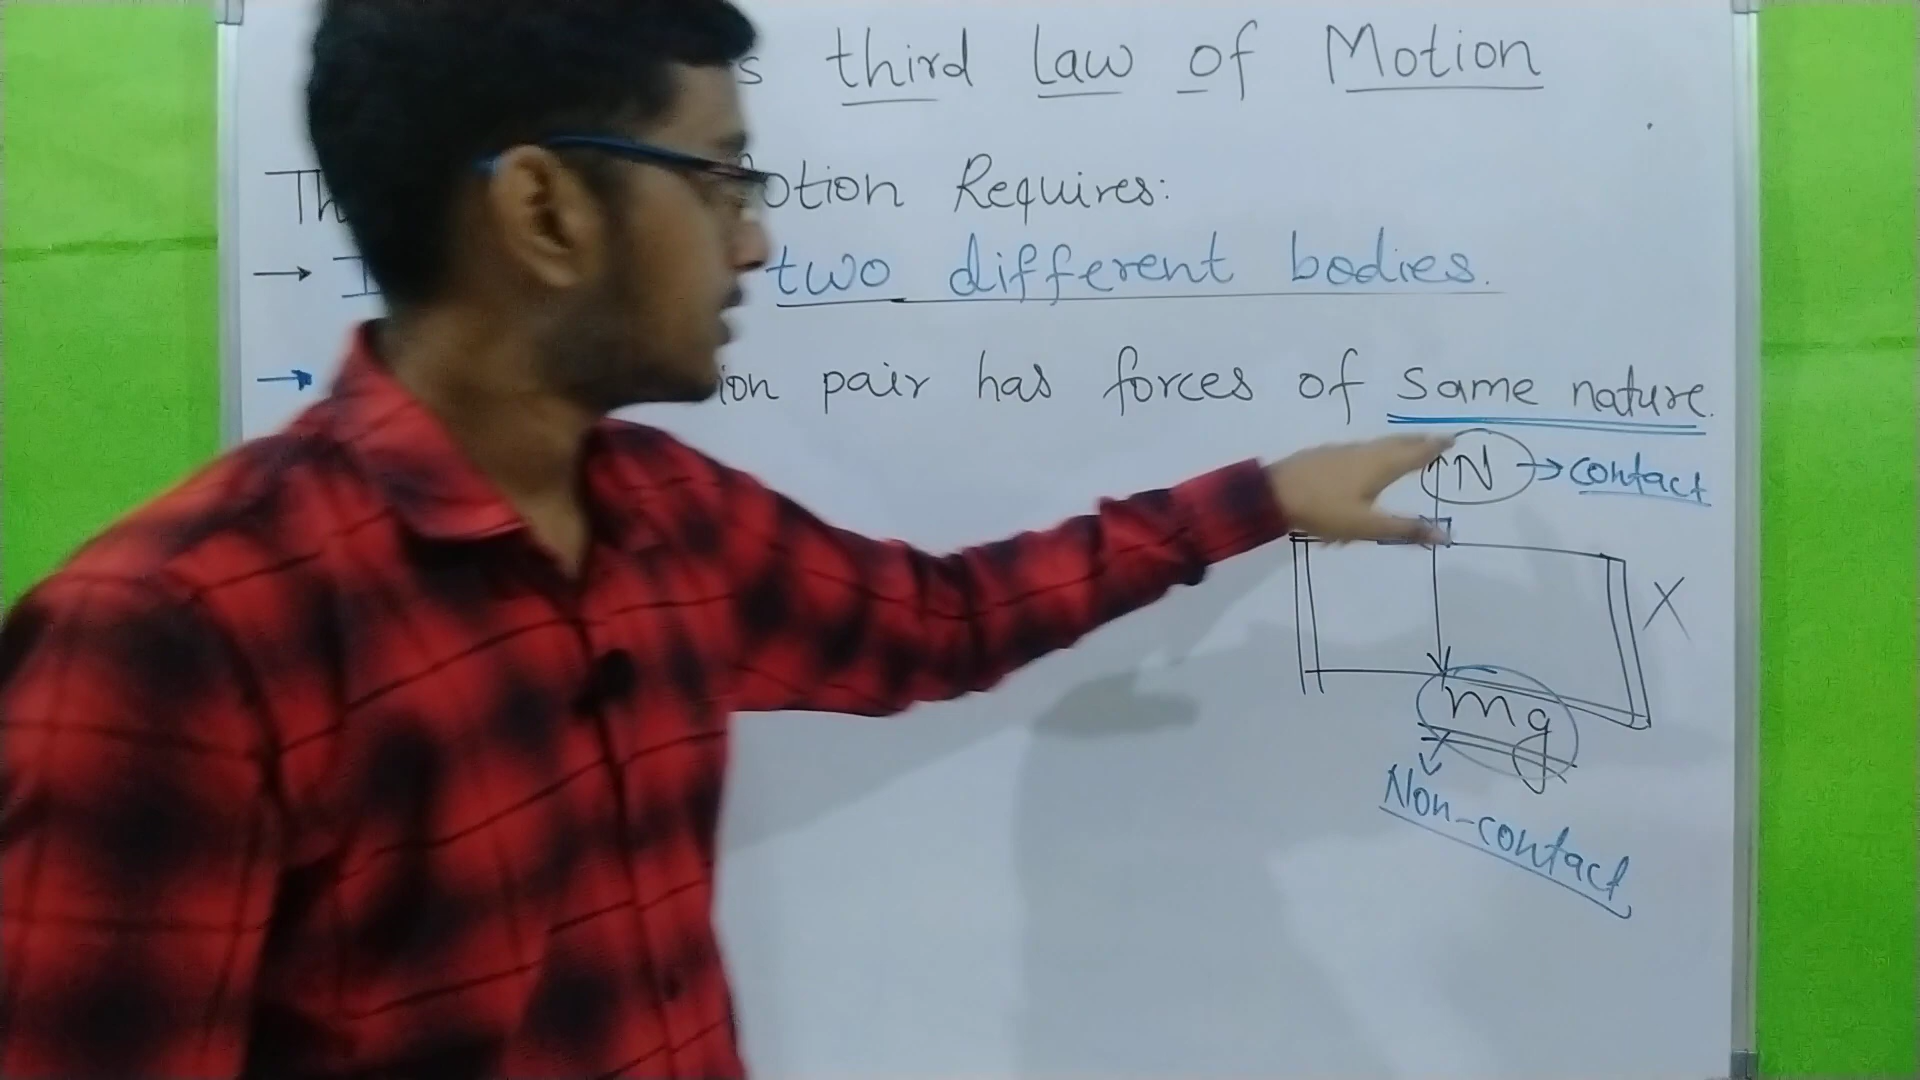 s third law of Motion
Th otion Requires:
→ I two different bodies.
→ ion pair has forces of same nature.
N → contact
X
mg
Non-contact